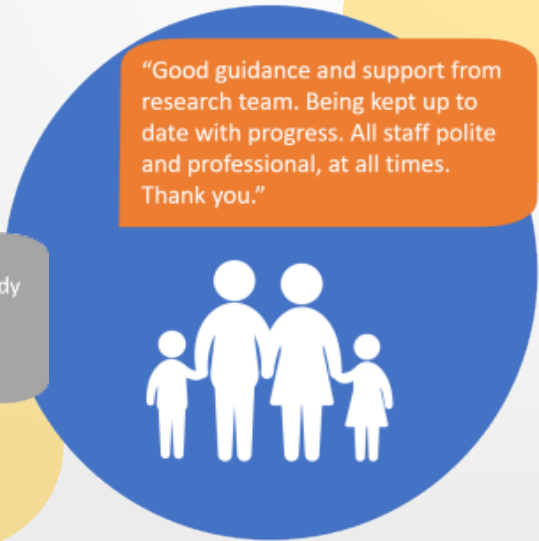 “Good guidance and support from
research team. Being kept up to
date with progress. All staff polite
and professional, at all times.
Thank you.”